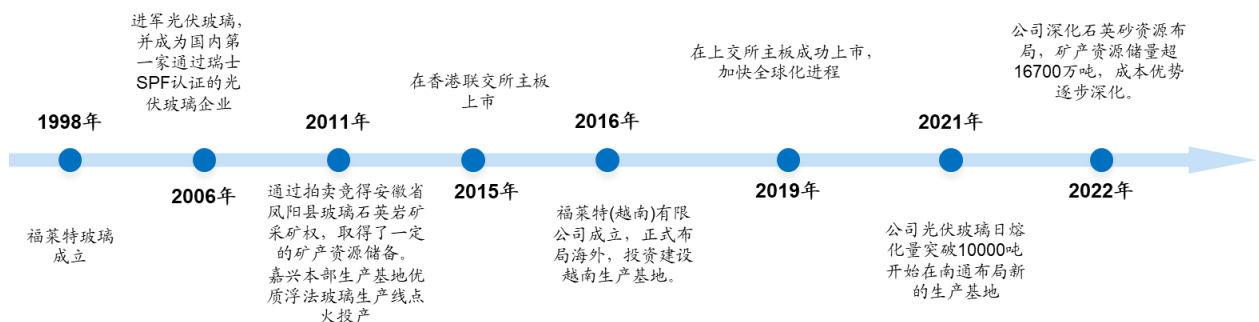 1998年
福莱特玻璃
成立
进军光伏玻璃，
并成为国内第
一家通过瑞士
SPF认证的光
伏玻璃企业
2006年
2011年
通过拍卖竞得安徽省
凤阳县玻璃石英岩矿
采矿权，取得了一定
的矿产资源储备。
嘉兴本部生产基地优
质浮法玻璃生产线点
火投产
在香港联交所主板
上市
2015年
2016年
福莱特(越南)有限
公司成立，正式布
局海外，投资建设
越南生产基地。
在上交所主板成功上市，
加快全球化进程
2019年
2021年
公司光伏玻璃日熔
化量突破10000吨
开始在南通布局新
的生产基地
公司深化石英砂资源布
局，矿产资源储量超
16700万吨，成本优势
逐步深化。
2022年